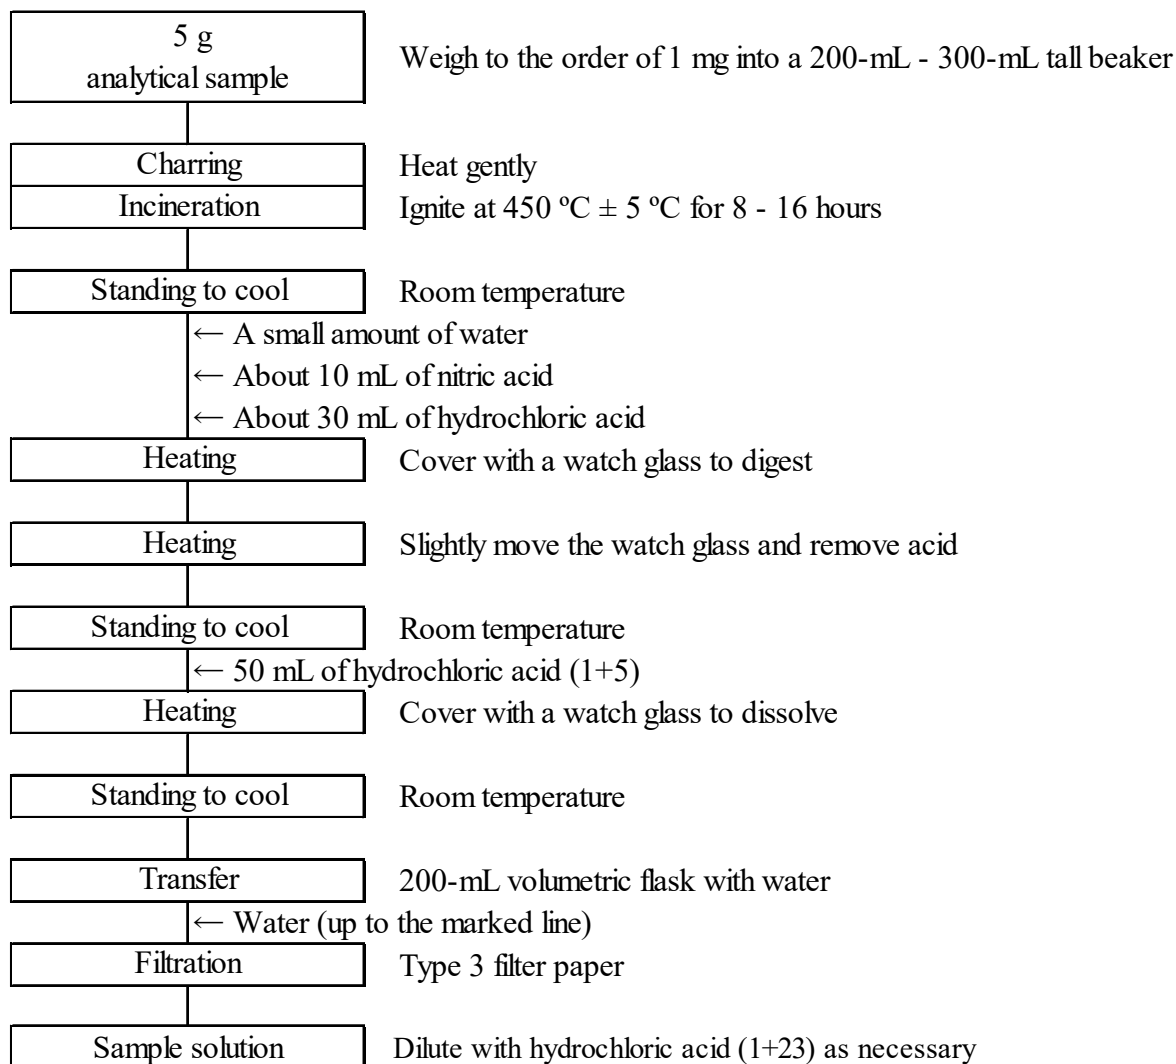 5 g
analytical sample
Weigh to the order of 1 mg into a 200-mL - 300-mL tall beaker
Charring
Heat gently
Incineration
Ignite at 450 ºC ± 5 ºC for 8 - 16 hours
Standing to cool
Room temperature
← A small amount of water
← About 10 mL of nitric acid
← About 30 mL of hydrochloric acid
Heating
Cover with a watch glass to digest
Heating
Slightly move the watch glass and remove acid
Standing to cool
Room temperature
← 50 mL of hydrochloric acid (1+5)
Heating
Cover with a watch glass to dissolve
Standing to cool
Room temperature
Transfer
200-mL volumetric flask with water
← Water (up to the marked line)
Filtration
Type 3 filter paper
Sample solution
Dilute with hydrochloric acid (1+23) as necessary